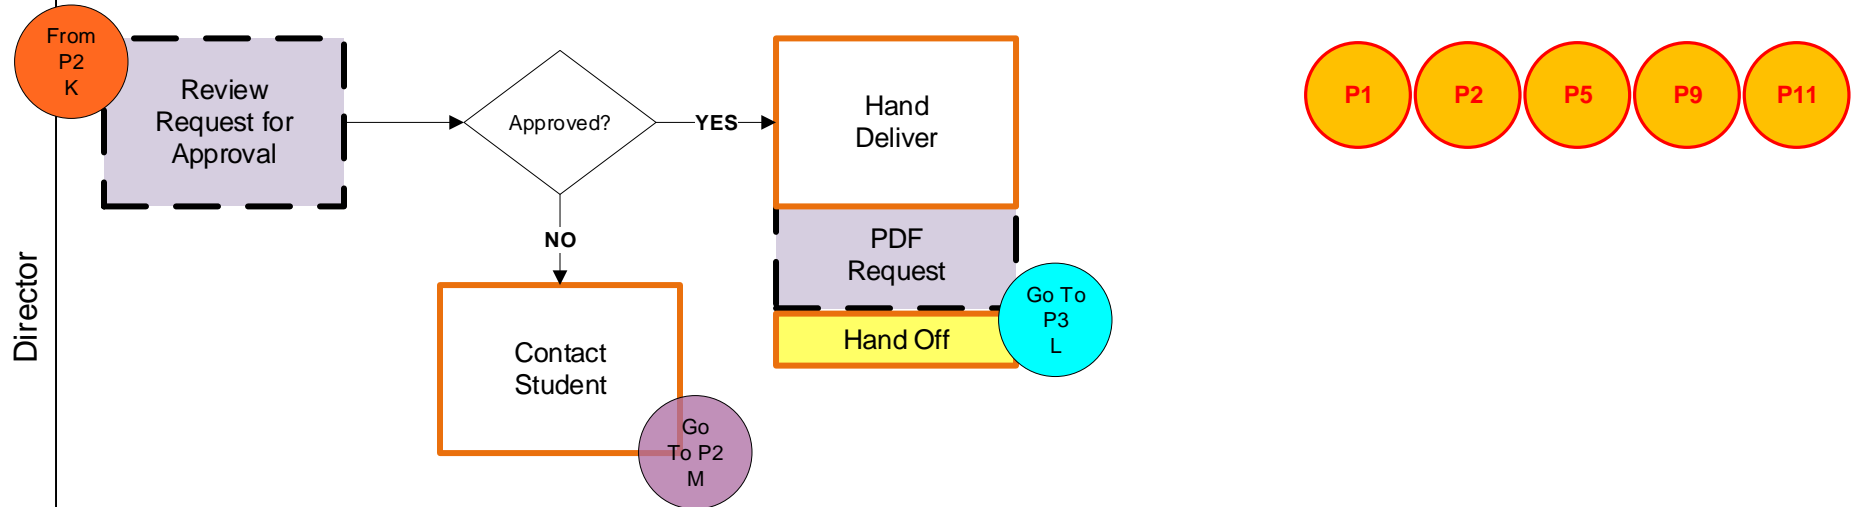 From
P2
K
Review
Request for
Approval
Approved?
YES
Hand
Deliver
P1
P2
P5
P9
P11
NO
PDF
Request
Go To
P3
L
Hand Off
Director
Contact
Student
Go
To P2
M